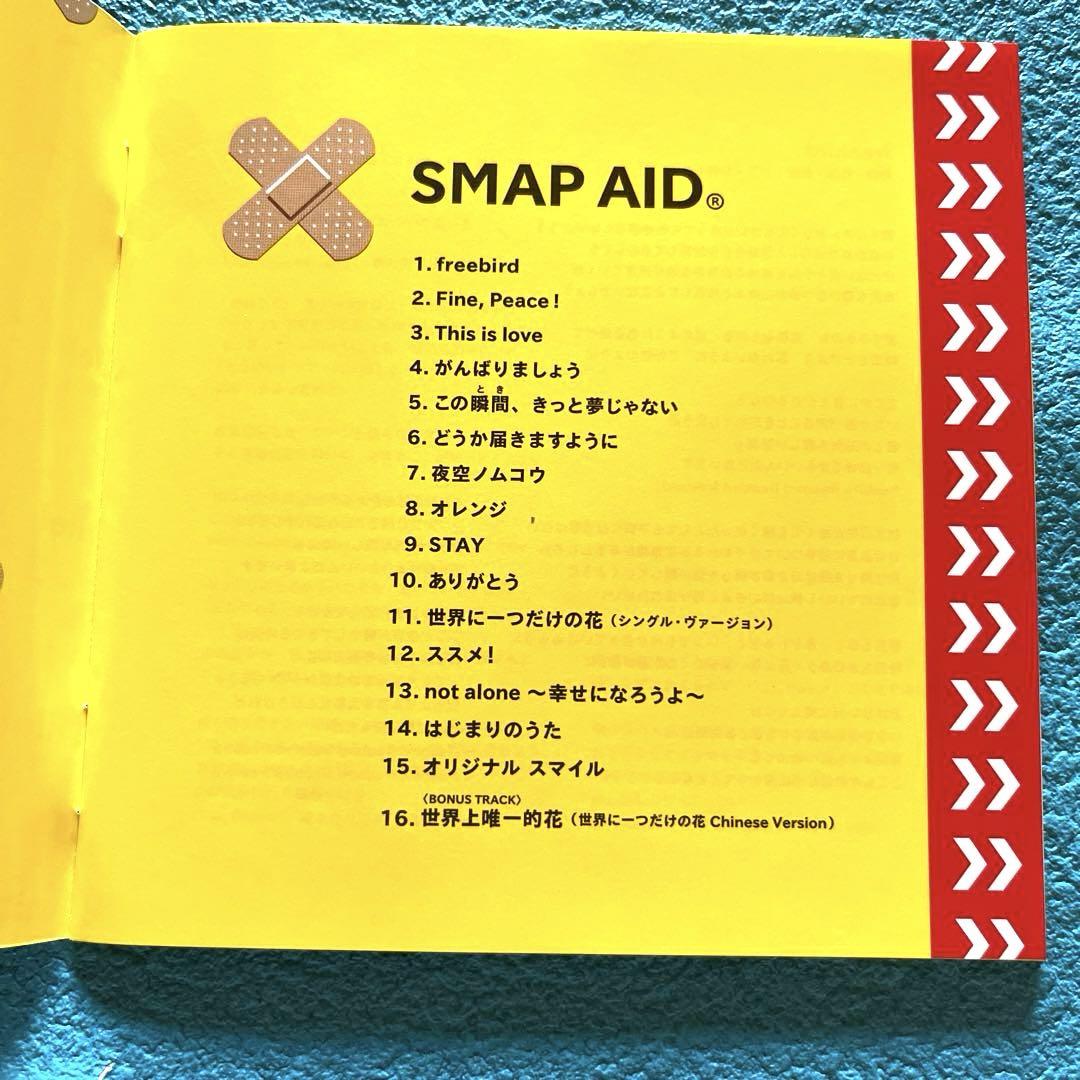 SMAP AID®
1. freebird
2. Fine, Peace!
3. This is love
4. がんばりましょう
とき
5. この瞬間、きっと夢じゃない
6. どうか届きますように
7. 夜空ノムコウ
8. オレンジ
9. STAY
10. ありがとう
11. 世界に一つだけの花（シングル・ヴァージョン）
12. ススメ！
13. not alone 〜幸せになろうよ〜
14. はじまりのうた
15. オリジナル スマイル
〈BONUS TRACK〉
16. 世界上唯一的花（世界に一つだけの花 Chinese Version）